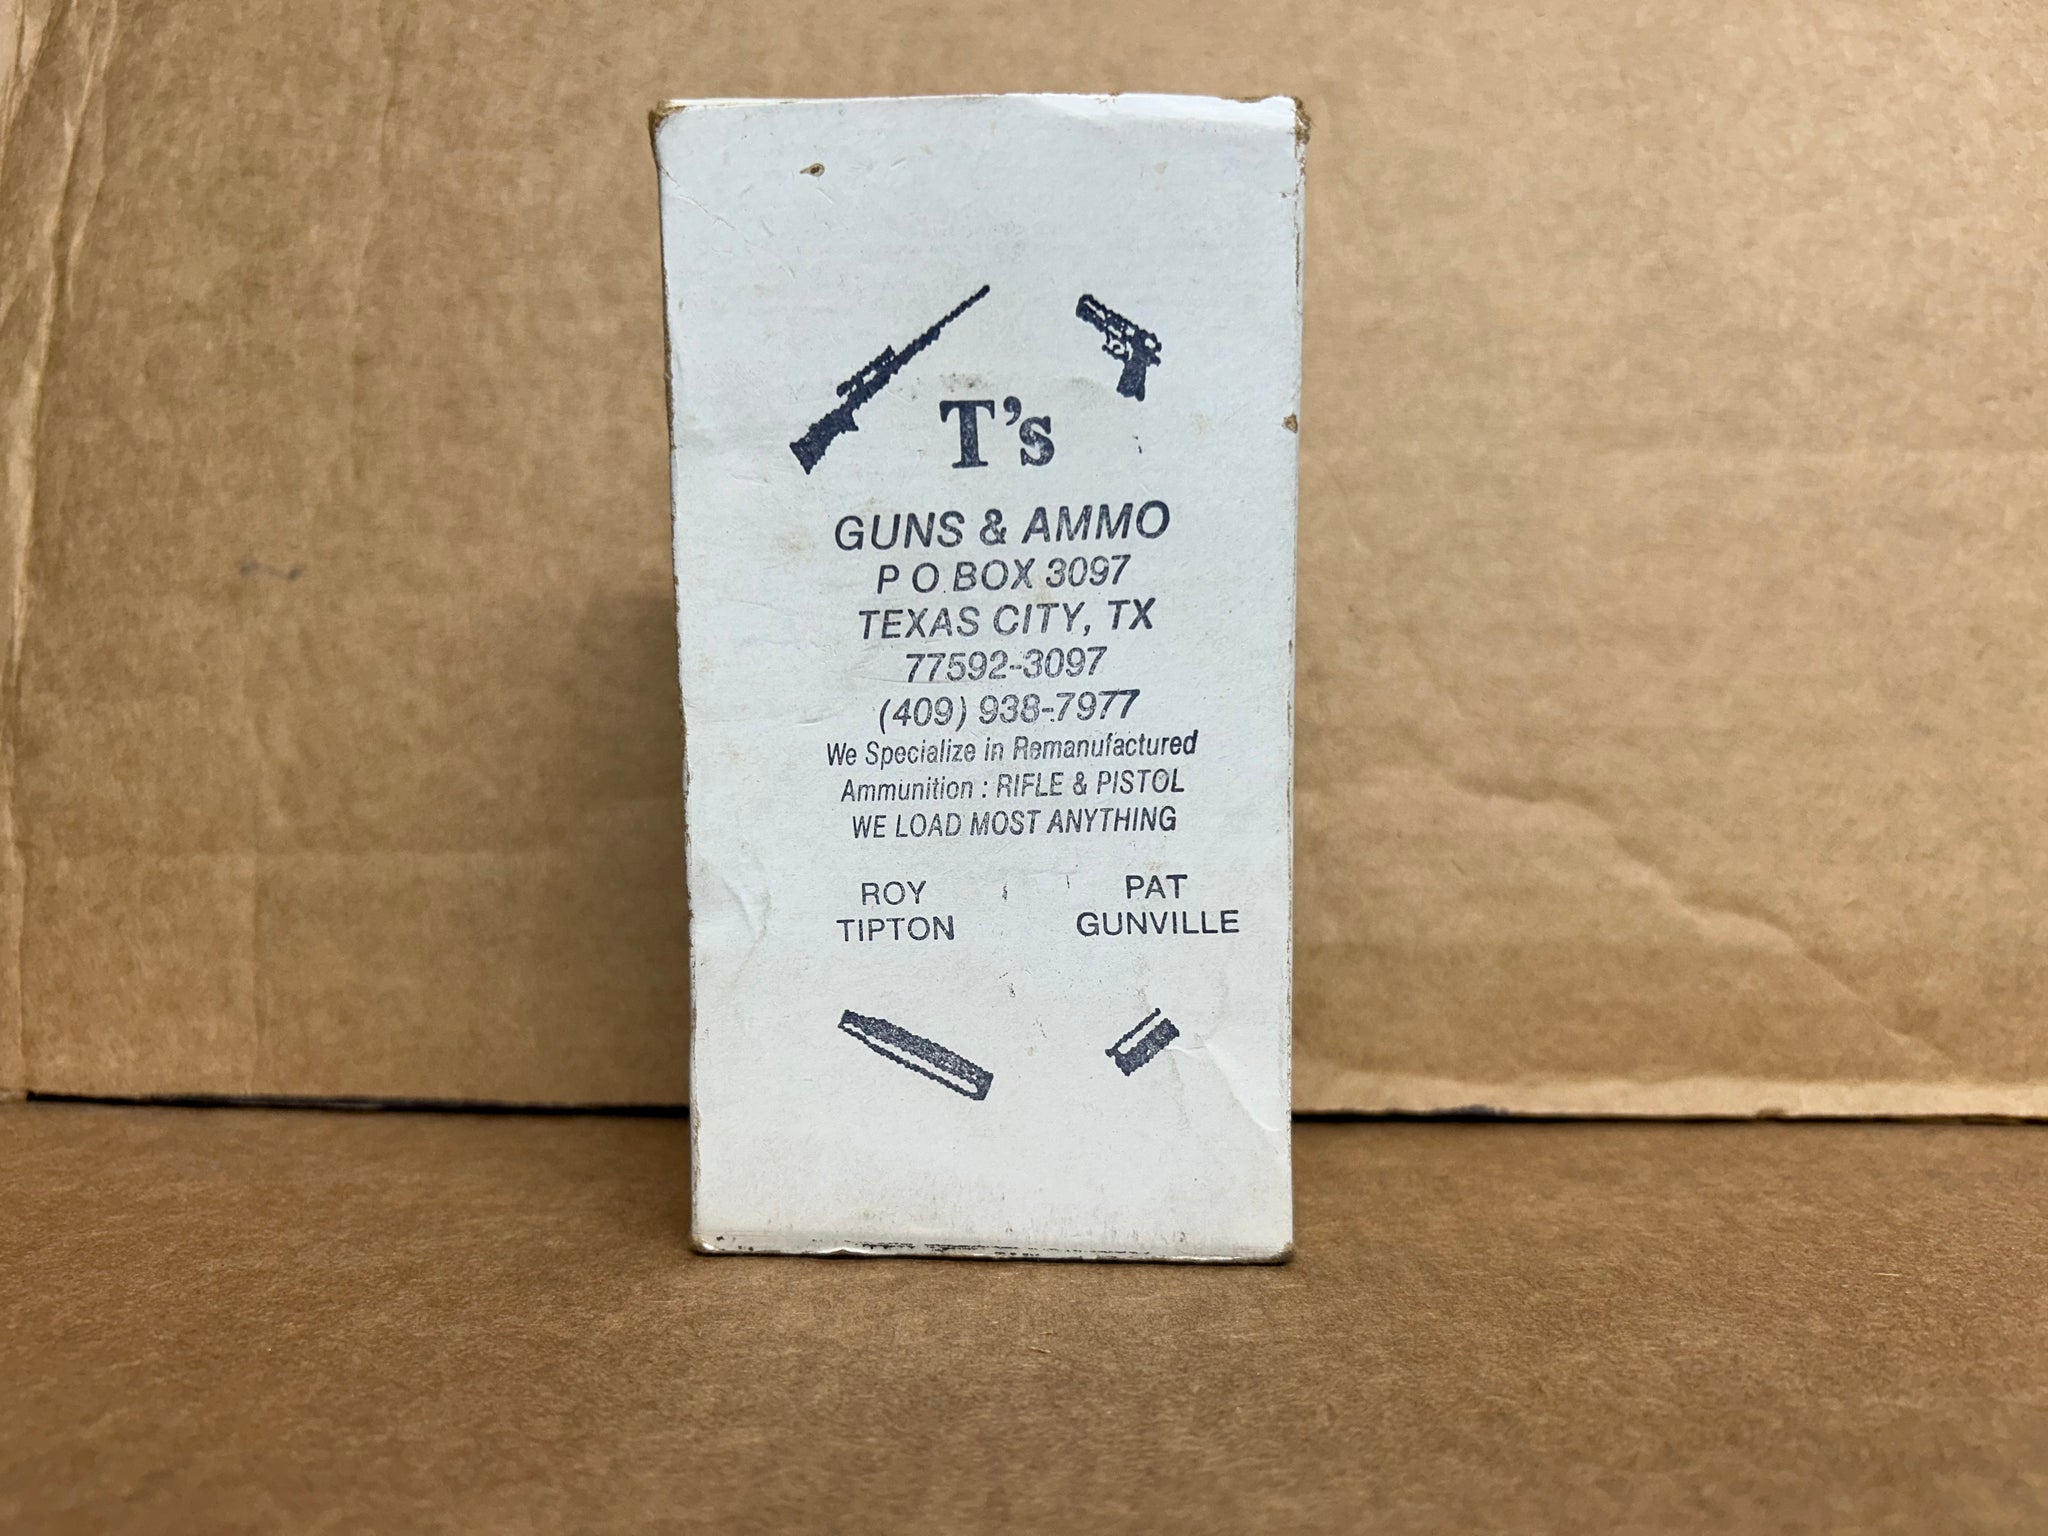 T's
GUNS & AMMO
P O BOX 3097
TEXAS CITY, TX
77592-3097
(409) 938-7977
We Specialize in Remanufactured
Ammunition : RIFLE & PISTOL
WE LOAD MOST ANYTHING
ROY PAT
TIPTON GUNVILLE